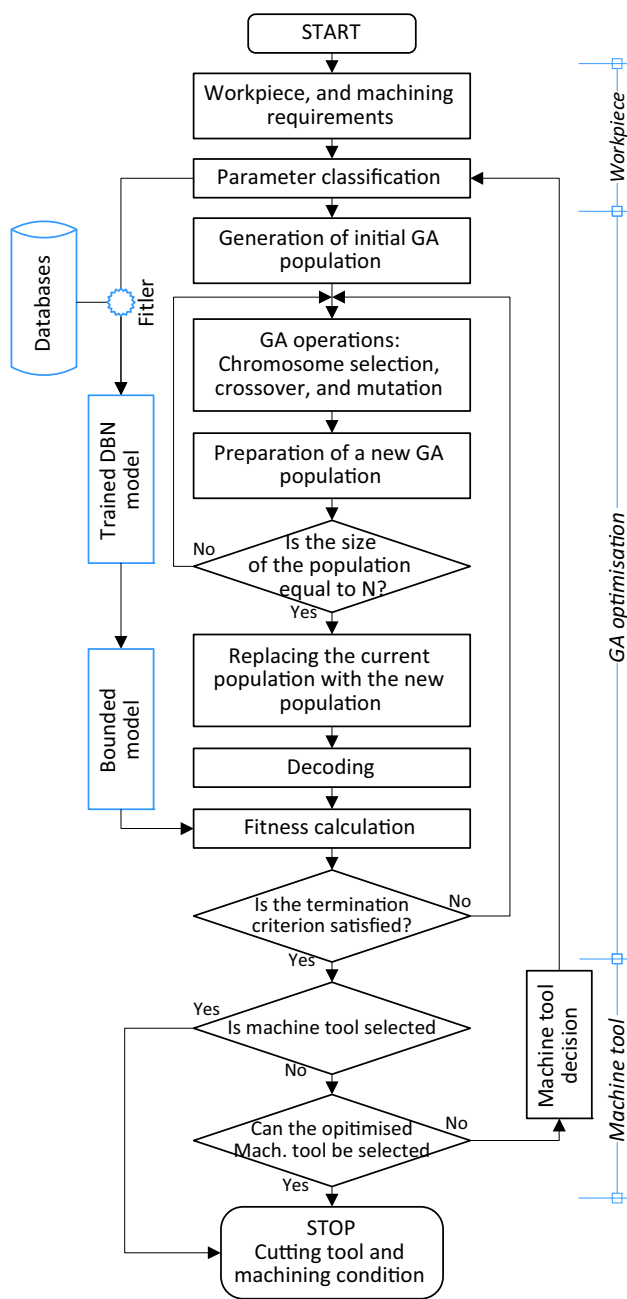 START
Workpiece, and machining
requirements
Workpiece
Parameter classification
Generation of initial GA
population
Databases
Fitler
GA operations:
Chromosome selection,
crossover, and mutation
Trained DBN
model
Preparation of a new GA
population
No
Is the size
of the population
equal to N?
Yes
GA optimisation
Replacing the current
population with the new
population
Bounded
model
Decoding
Fitness calculation
Is the termination
criterion satisfied?
No
Yes
Yes
Is machine tool selected
No
Machine tool
decision
Machine tool
Can the opitimised
Mach. tool be selected
No
Yes
STOP
Cutting tool and
machining condition